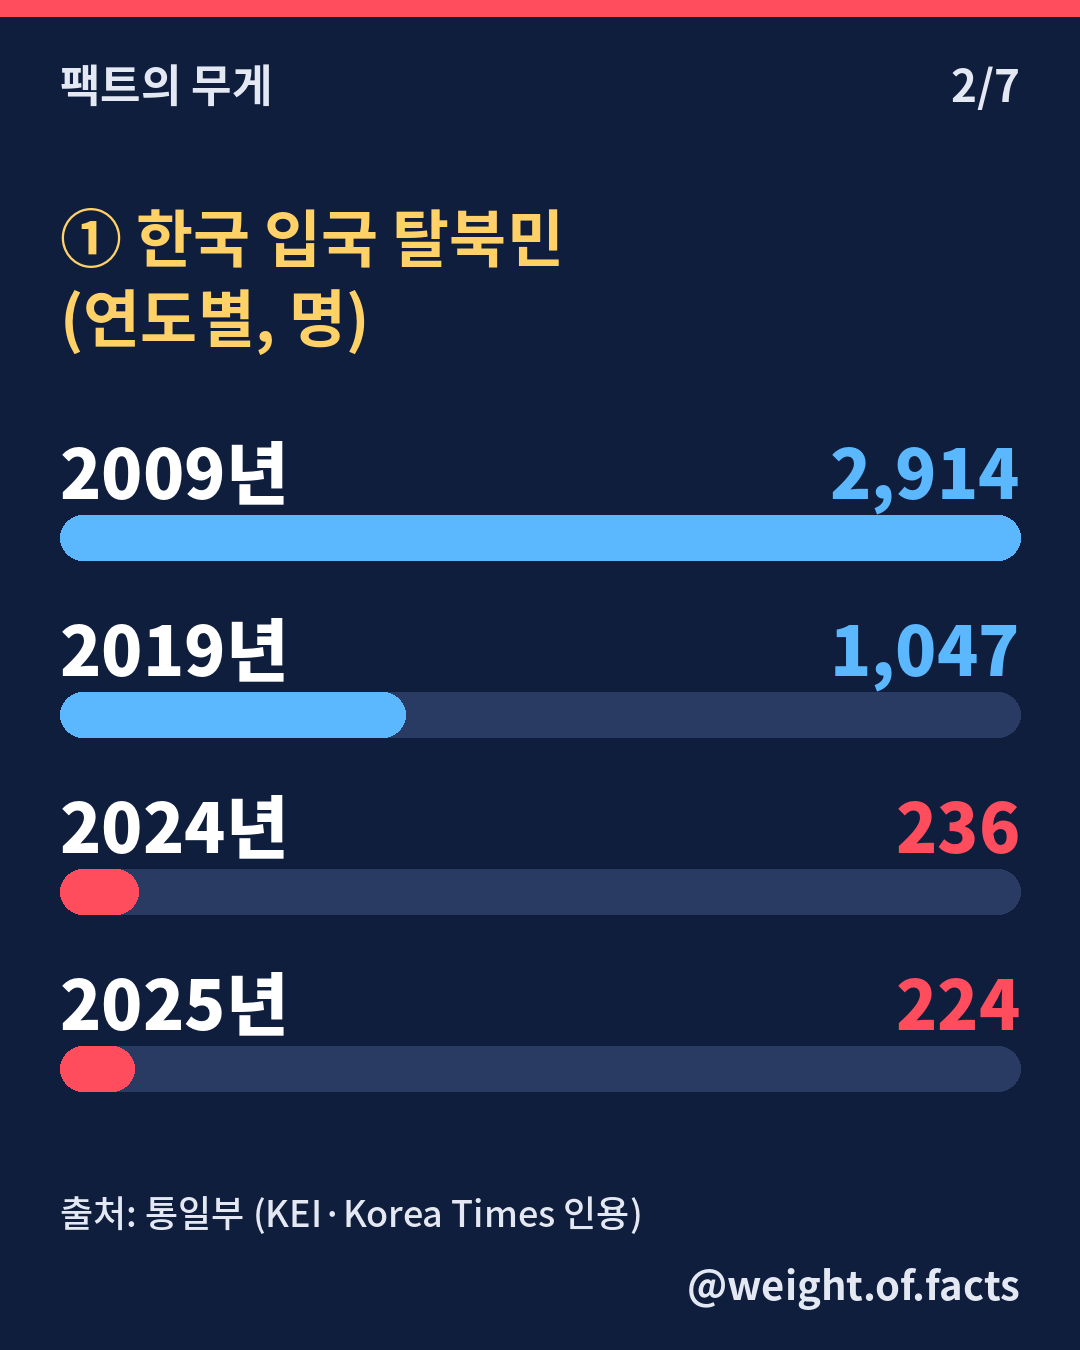 팩트의 무게
2/7
① 한국 입국 탈북민
(연도별, 명)
2009년 2,914
2019년 1,047
2024년 236
2025년 224
출처: 통일부 (KEI·Korea Times 인용)
@weight.of.facts